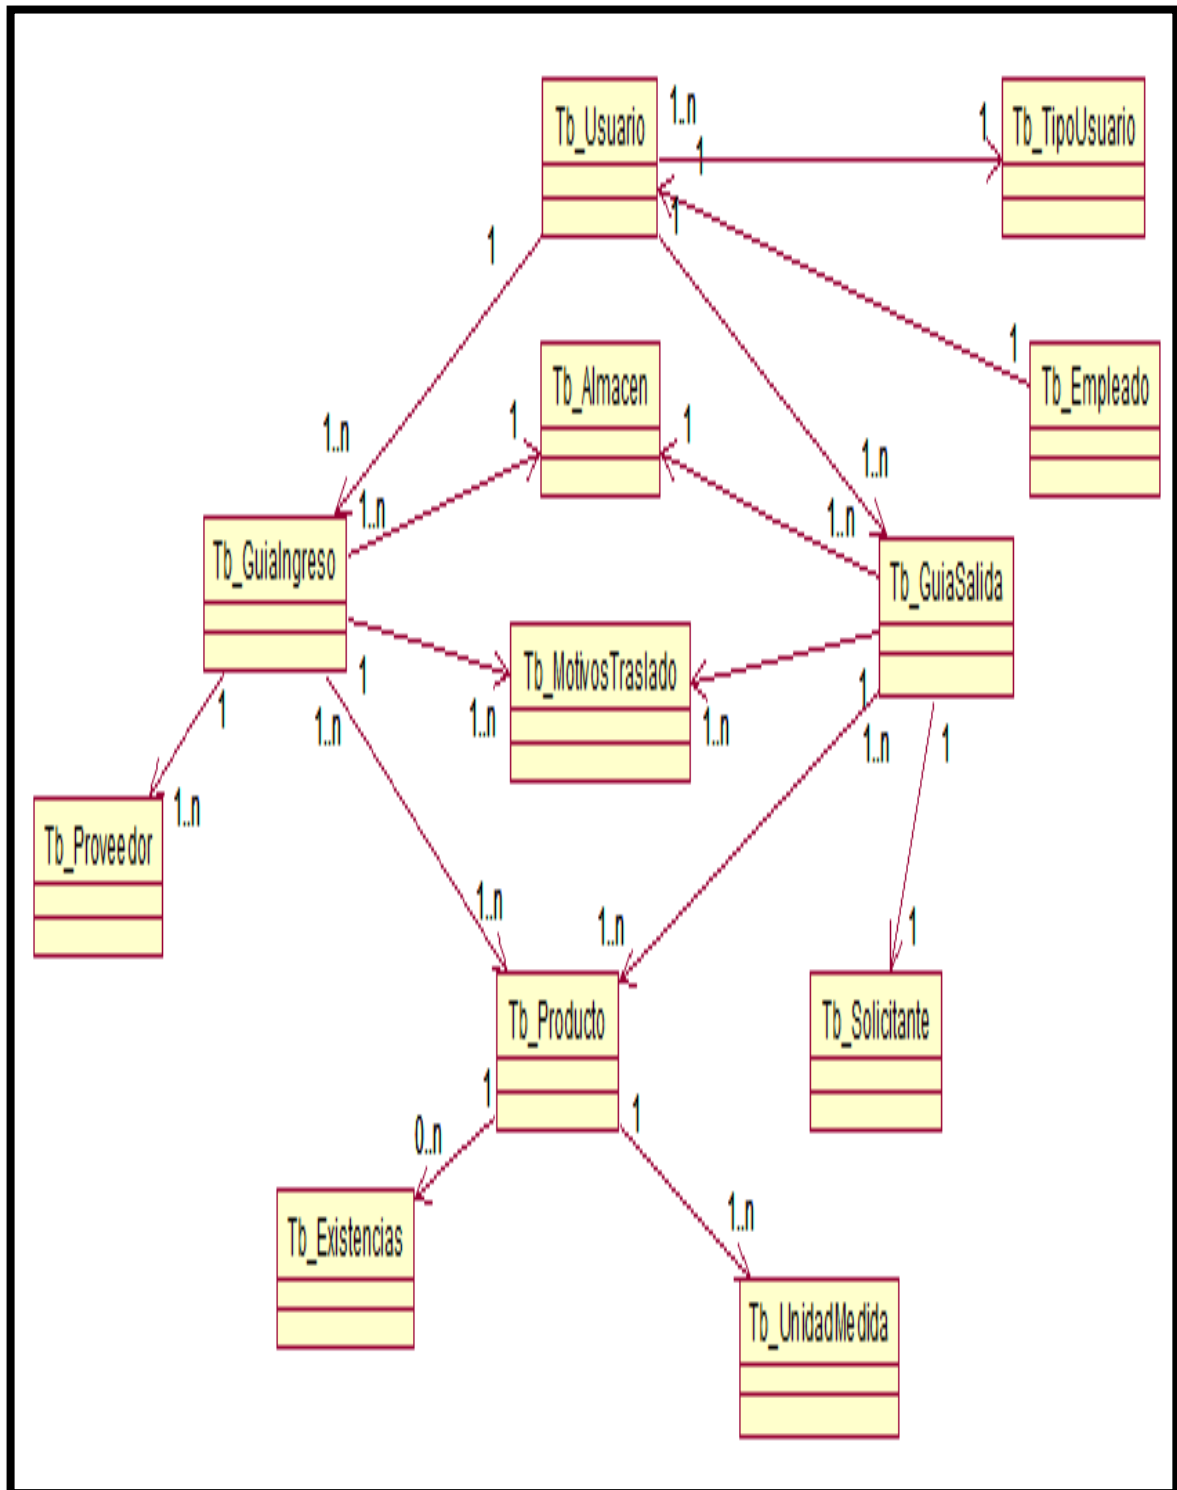 Tb_Usuario
1..n
1
1
Tb_TipoUsuario
1
1
1
Tb_Empleado
Tb_Almacen
1
1
1..n
1..n
1..n
1..n
Tb_GuiaIngreso
Tb_GuiaSalida
Tb_MotivosTraslado
1
1
1
1
1..n
1..n
1..n
1..n
1..n
Tb_Proveedor
1..n
1..n
1
Tb_Producto
Tb_Solicitante
1
1
0..n
1..n
Tb_Existencias
Tb_UnidadMedida